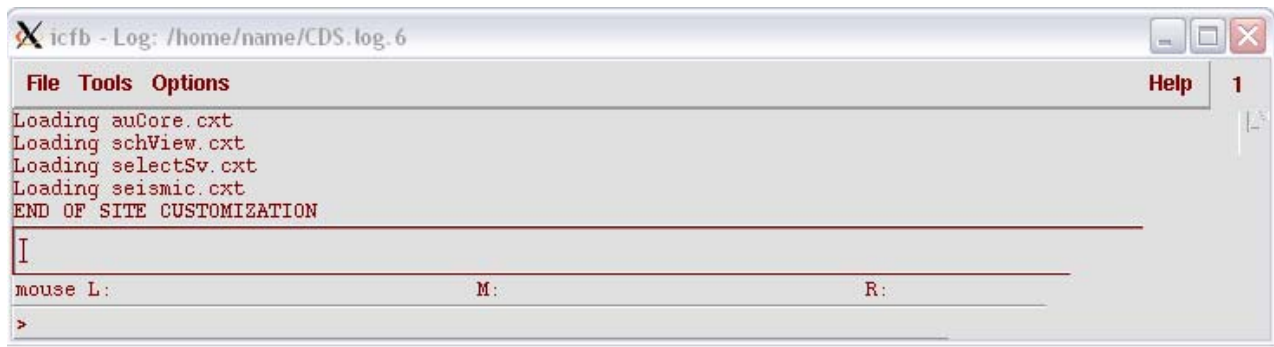 icfb - Log: /home/name/CDS.log.6
File Tools Options Help 1
Loading auCore.cxt
Loading schView.cxt
Loading selectSv.cxt
Loading seismic.cxt
END OF SITE CUSTOMIZATION
mouse L: M: R:
>